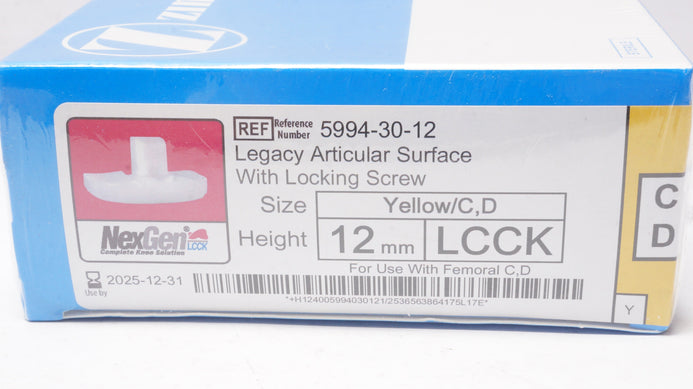 REF Reference Number 5994-30-12
Legacy Articular Surface
With Locking Screw
Size Yellow/C,D
Height 12 mm LCCK
For Use With Femoral C,D
NexGen LCCK
Complete Knee Solution
Use by 2025-12-31
*+H124005994030121/2536563864175L17E*
C
D
Y